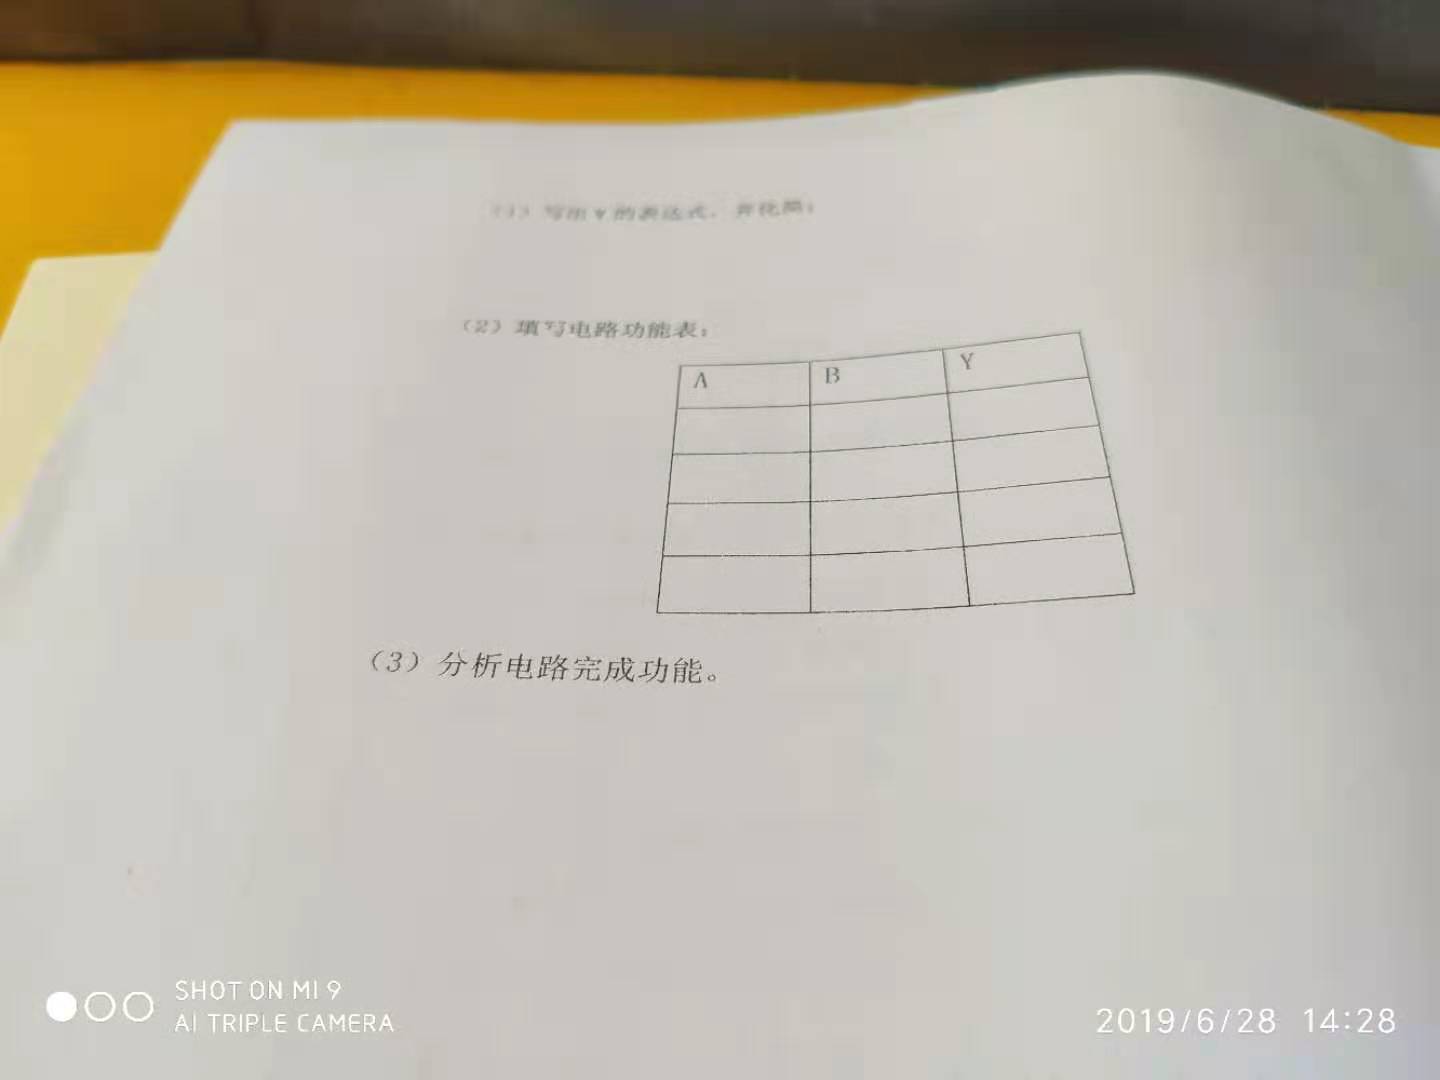 （1）写出Y的表达式，并化简；
（2）填写电路功能表；
A B Y
（3）分析电路完成功能。
SHOT ON MI 9
AI TRIPLE CAMERA
2019/6/28 14:28